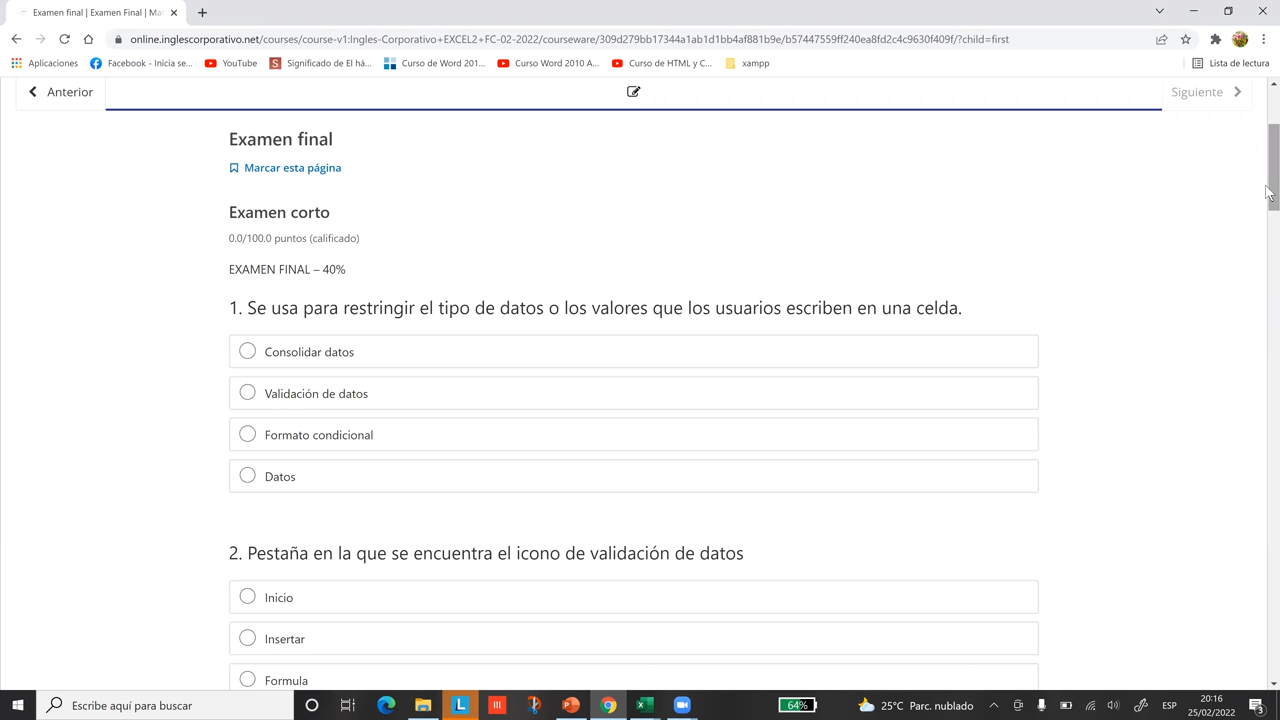 Examen final | Examen Final | Ma
online.inglescorporativo.net/courses/course-v1:Ingles-Corporativo+EXCEL2+FC-02-2022/courseware/309d279bb17344a1ab1d1bb4af881b9e/b57447559ff240ea8fd2c4c9630f409f/?child=first
Aplicaciones Facebook - Inicia se... YouTube Significado de El há... Curso de Word 201... Curso Word 2010 A... Curso de HTML y C... xampp Lista de lectura
Anterior Siguiente
Examen final
Marcar esta página
Examen corto
0.0/100.0 puntos (calificado)
EXAMEN FINAL – 40%
1. Se usa para restringir el tipo de datos o los valores que los usuarios escriben en una celda.
Consolidar datos
Validación de datos
Formato condicional
Datos
2. Pestaña en la que se encuentra el icono de validación de datos
Inicio
Insertar
Formula
Escribe aquí para buscar 64% 25°C Parc. nublado ESP 20:16
25/02/2022 3